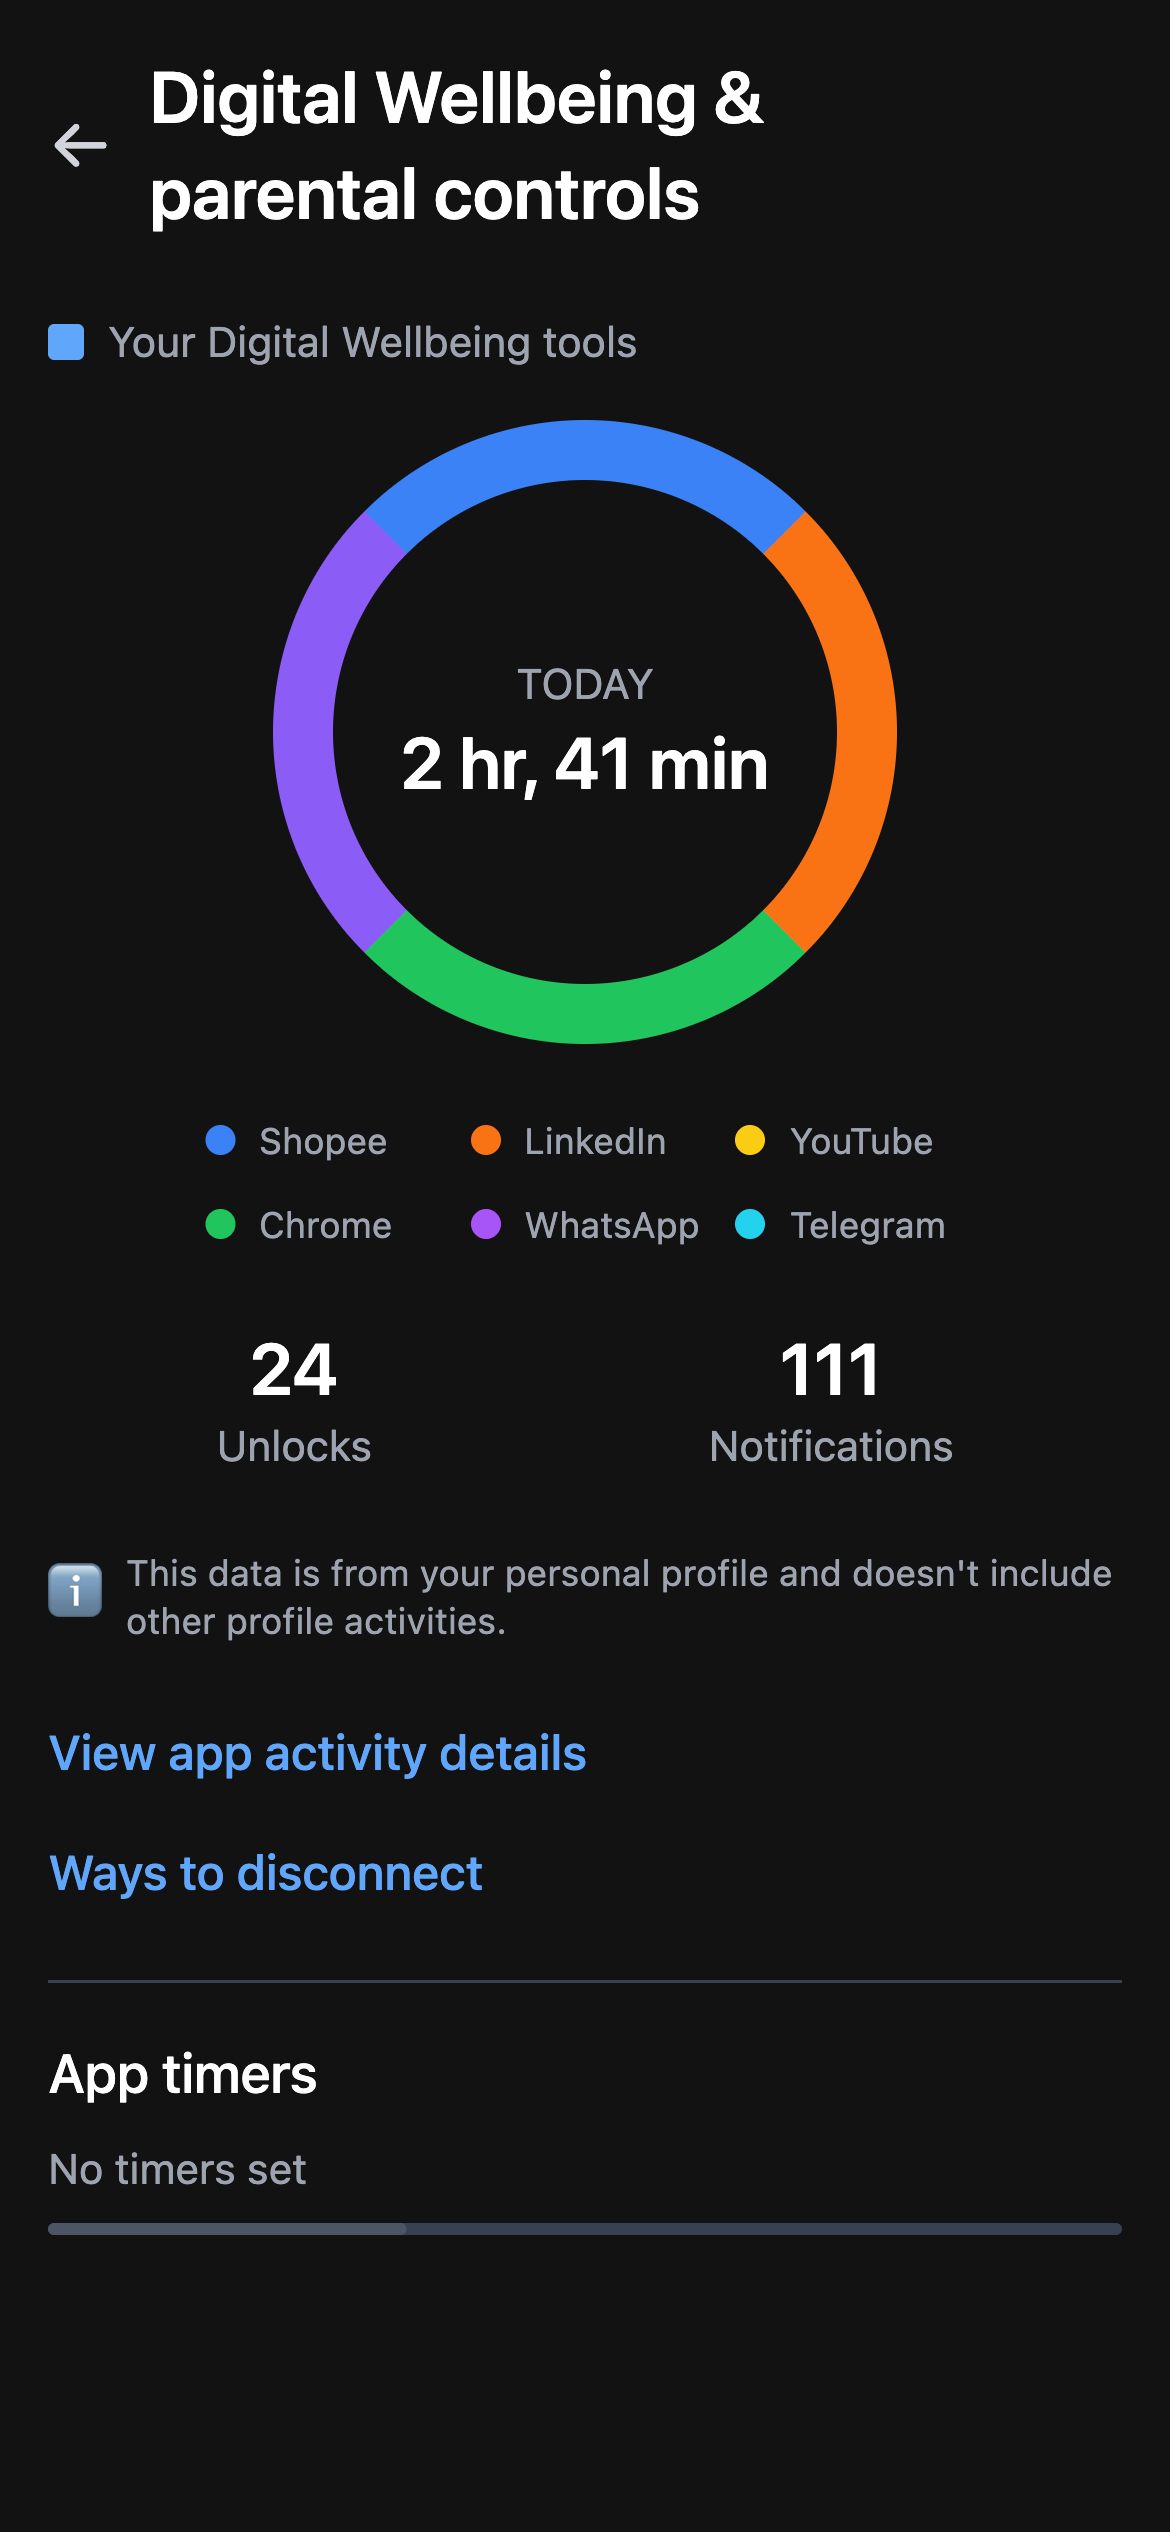 Digital Wellbeing &
parental controls
Your Digital Wellbeing tools
TODAY
2 hr, 41 min
Shopee
LinkedIn
YouTube
Chrome
WhatsApp
Telegram
24
Unlocks
111
Notifications
This data is from your personal profile and doesn't include
other profile activities.
View app activity details
Ways to disconnect
App timers
No timers set